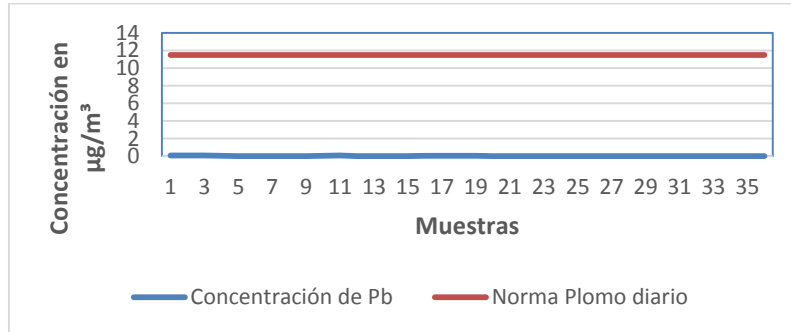 Concentración en
µg/m³
14
12
10
8
6
4
2
0
1 3 5 7 9 11 13 15 17 19 21 23 25 27 29 31 33 35
Muestras
Concentración de Pb Norma Plomo diario